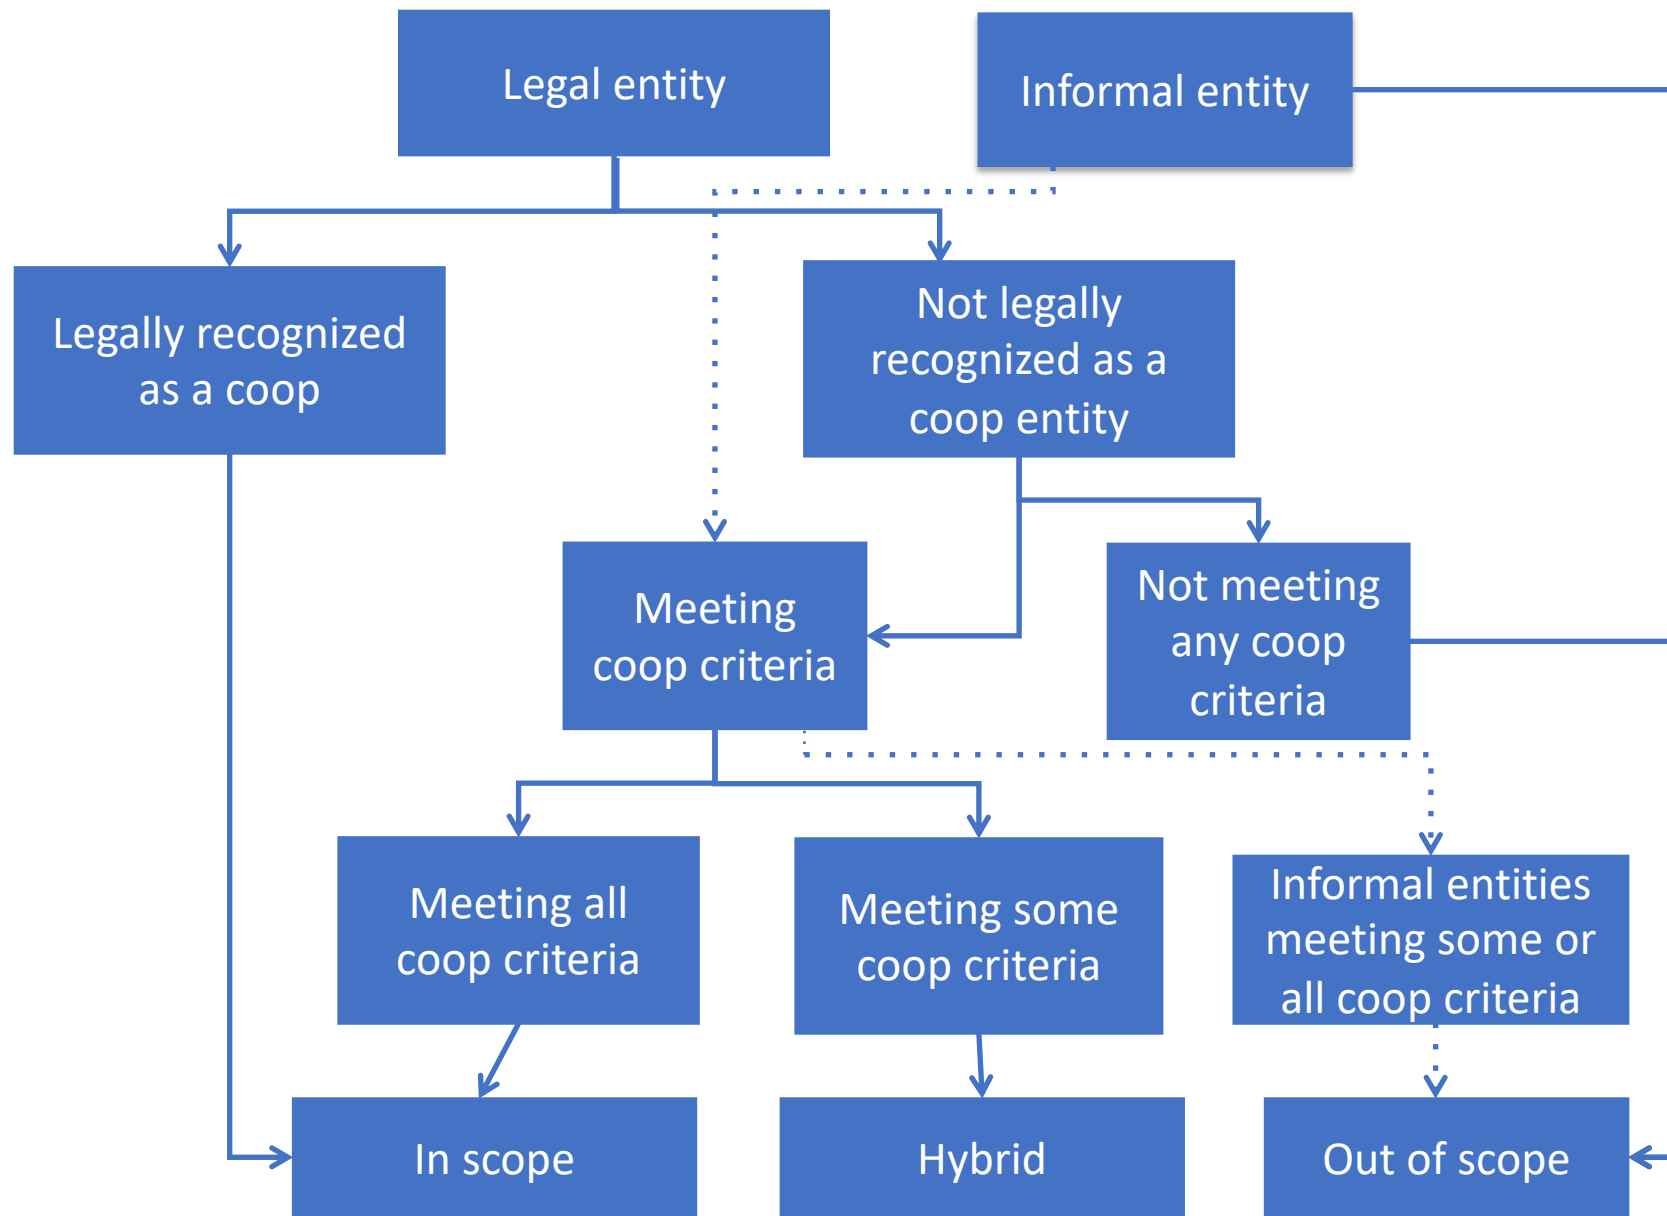 Legal entity
Informal entity
Legally recognized
as a coop
Not legally
recognized as a
coop entity
Meeting
coop criteria
Not meeting
any coop
criteria
Meeting all
coop criteria
Meeting some
coop criteria
Informal entities
meeting some or
all coop criteria
In scope
Hybrid
Out of scope